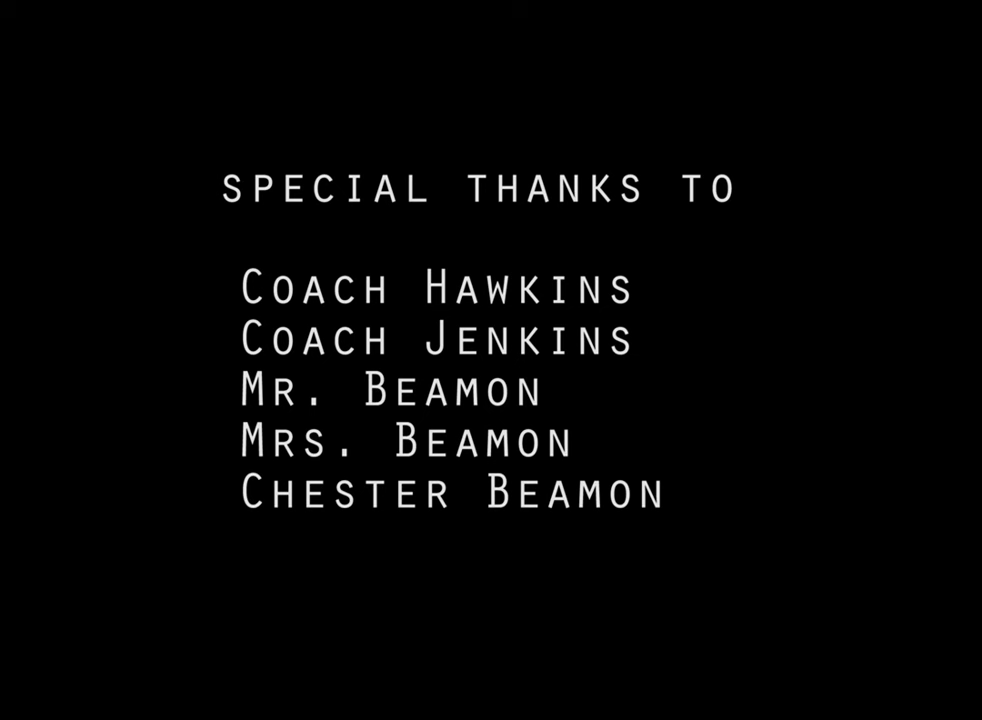 SPECIAL THANKS TO
COACH HAWKINS
COACH JENKINS
MR. BEAMON
MRS. BEAMON
CHESTER BEAMON